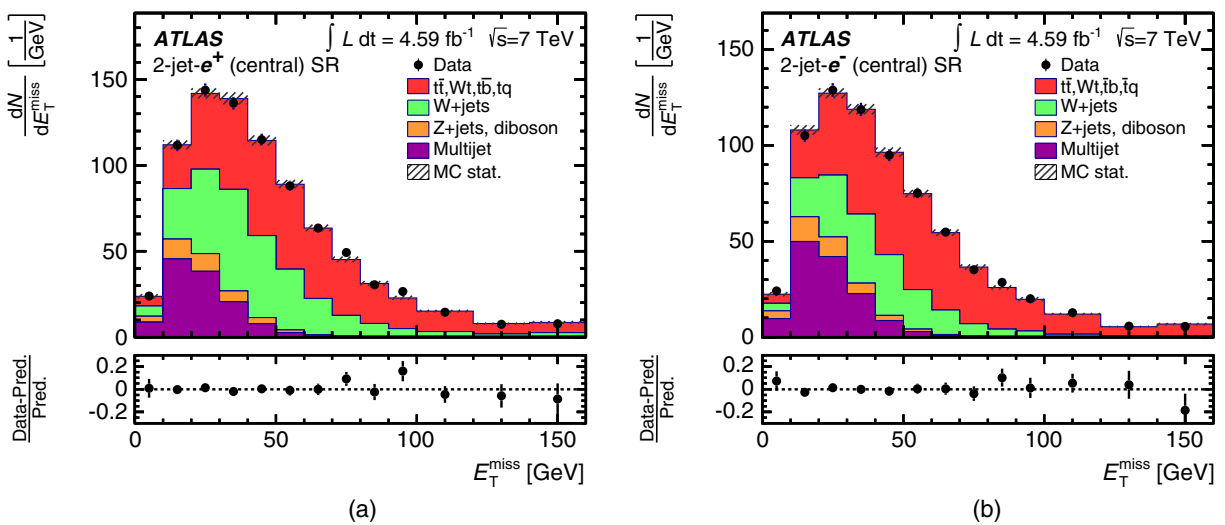 dN
dE_T^miss
[1/GeV]
ATLAS
∫ L dt = 4.59 fb⁻¹ √s=7 TeV
2-jet-e⁺ (central) SR
Data
tt̄,Wt,tb̄,tq
W+jets
Z+jets, diboson
Multijet
MC stat.
150
100
50
0
Data-Pred.
Pred.
0.2
0
-0.2
0 50 100 150
E_T^miss [GeV]
(a)
dN
dE_T^miss
[1/GeV]
ATLAS
∫ L dt = 4.59 fb⁻¹ √s=7 TeV
2-jet-e⁻ (central) SR
Data
tt̄,Wt,t̄b,t̄q
W+jets
Z+jets, diboson
Multijet
MC stat.
150
100
50
0
Data-Pred.
Pred.
0.2
0
-0.2
0 50 100 150
E_T^miss [GeV]
(b)